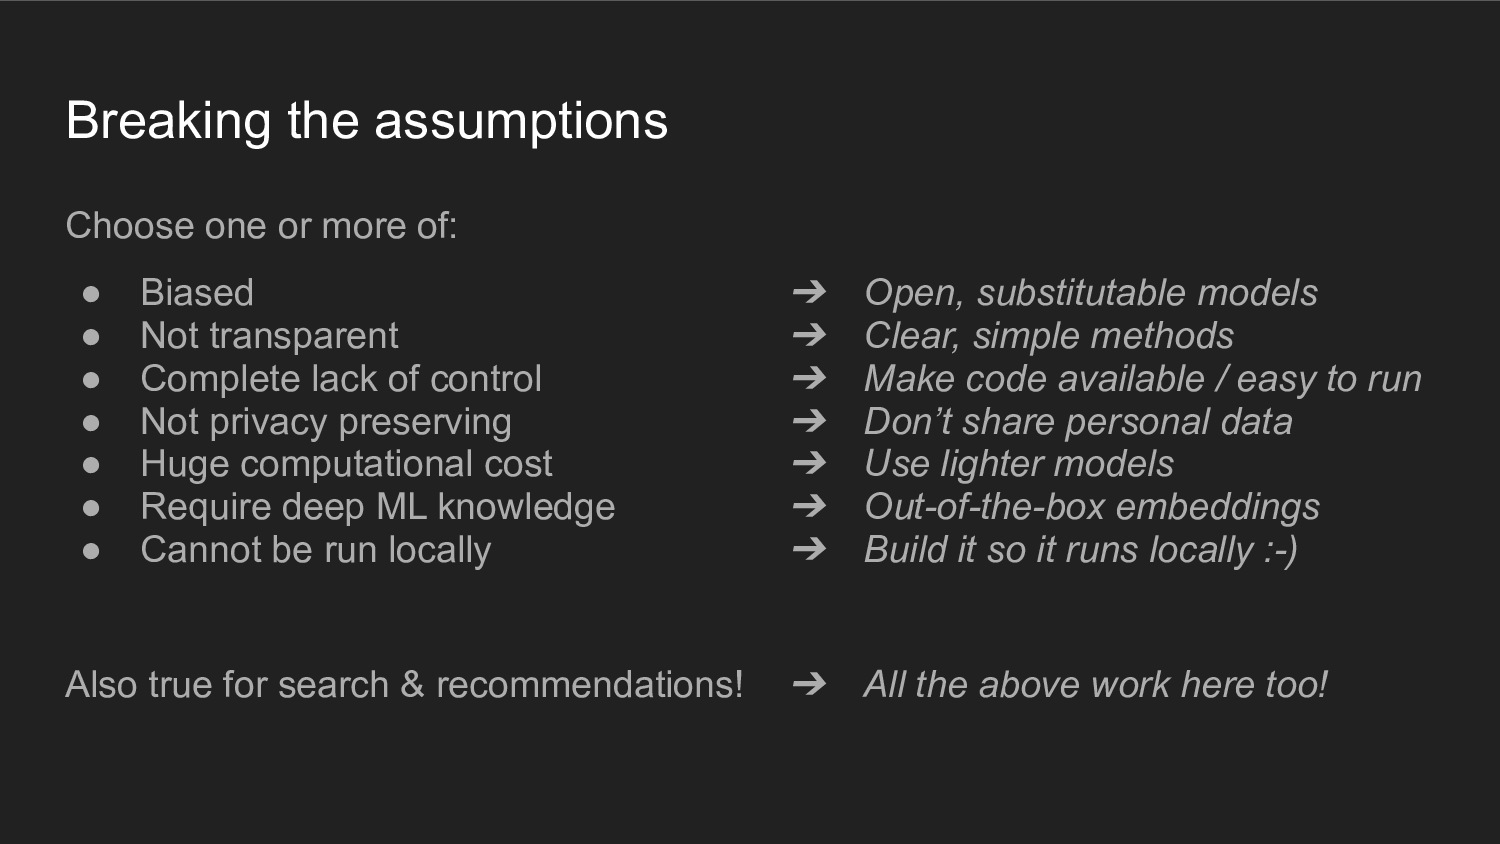 Breaking the assumptions
Choose one or more of:
● Biased ➔ Open, substitutable models
● Not transparent ➔ Clear, simple methods
● Complete lack of control ➔ Make code available / easy to run
● Not privacy preserving ➔ Don’t share personal data
● Huge computational cost ➔ Use lighter models
● Require deep ML knowledge ➔ Out-of-the-box embeddings
● Cannot be run locally ➔ Build it so it runs locally :-)
Also true for search & recommendations! ➔ All the above work here too!